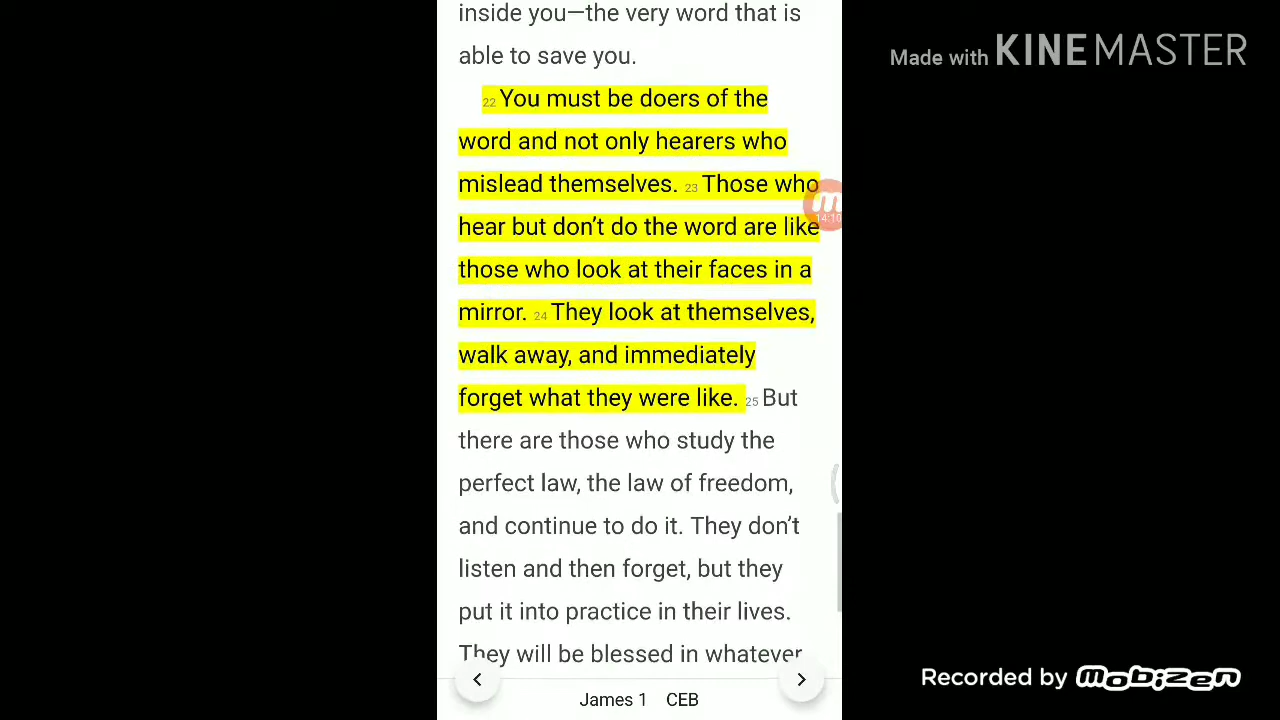 inside you—the very word that is
able to save you.
Made with KINEMASTER
22 You must be doers of the
word and not only hearers who
mislead themselves. 23 Those who
hear but don’t do the word are like
14:10
those who look at their faces in a
mirror. 24 They look at themselves,
walk away, and immediately
forget what they were like. 25 But
there are those who study the
perfect law, the law of freedom,
and continue to do it. They don’t
listen and then forget, but they
put it into practice in their lives.
They will be blessed in whatever
James 1 CEB
Recorded by MOBIZEN